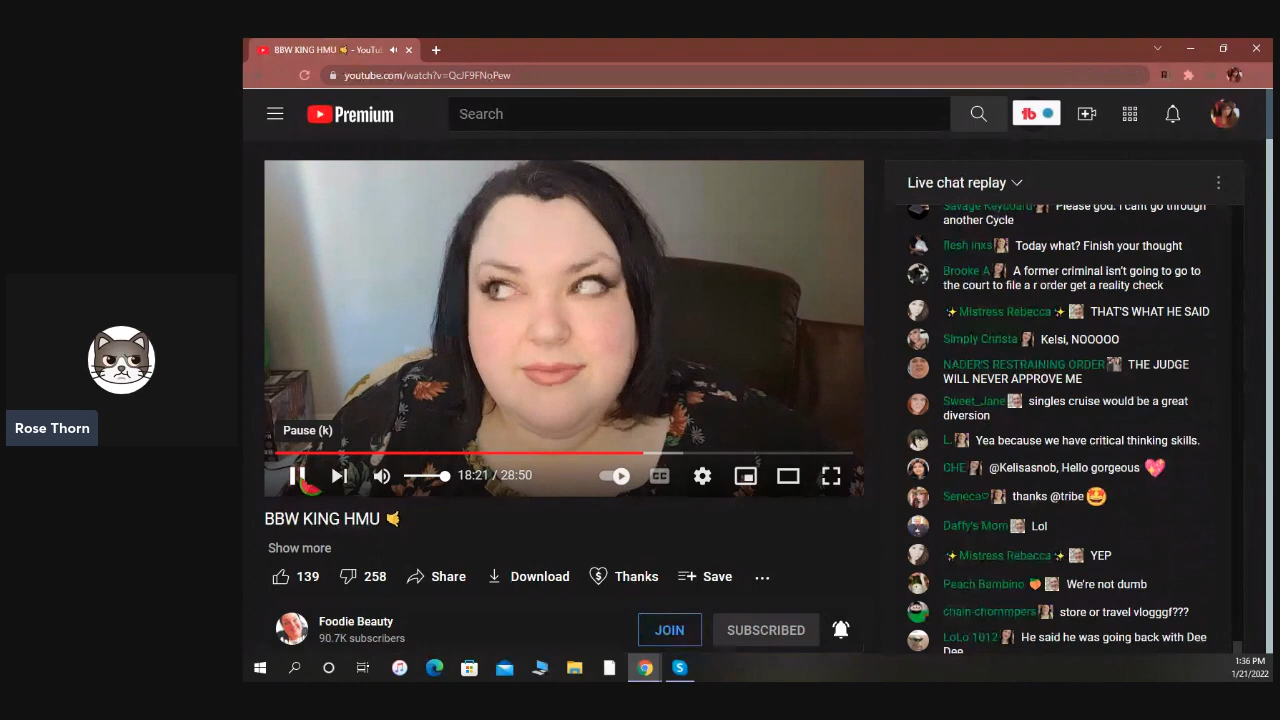 BBW KING HMU 🤙 - YouTu
youtube.com/watch?v=QcJF9FNoPew
Premium
Search
tb
Live chat replay
Savage Keyboard Please god. I cant go through
another Cycle
flesh inxs Today what? Finish your thought
Brooke A A former criminal isn't going to go to
the court to file a r order get a reality check
✨Mistress Rebecca✨ THAT'S WHAT HE SAID
Simply Christa Kelsi, NOOOOO
NADER'S RESTRAINING ORDER THE JUDGE
WILL NEVER APPROVE ME
Sweet_Jane singles cruise would be a great
diversion
L. Yea because we have critical thinking skills.
CHE @Kelisasnob, Hello gorgeous 💖
Seneca♡ thanks @tribe 🤩
Daffy's Mom Lol
✨Mistress Rebecca✨ YEP
Peach Bambino 🍑 We're not dumb
chain-chommpers store or travel vlogggf???
LoLo 1012 He said he was going back with Dee
Dee
Rose Thorn
Pause (k)
18:21 / 28:50
CC
BBW KING HMU 🤙
Show more
139
258
Share
Download
Thanks
Save
Foodie Beauty
90.7K subscribers
JOIN
SUBSCRIBED
1:36 PM
1/21/2022